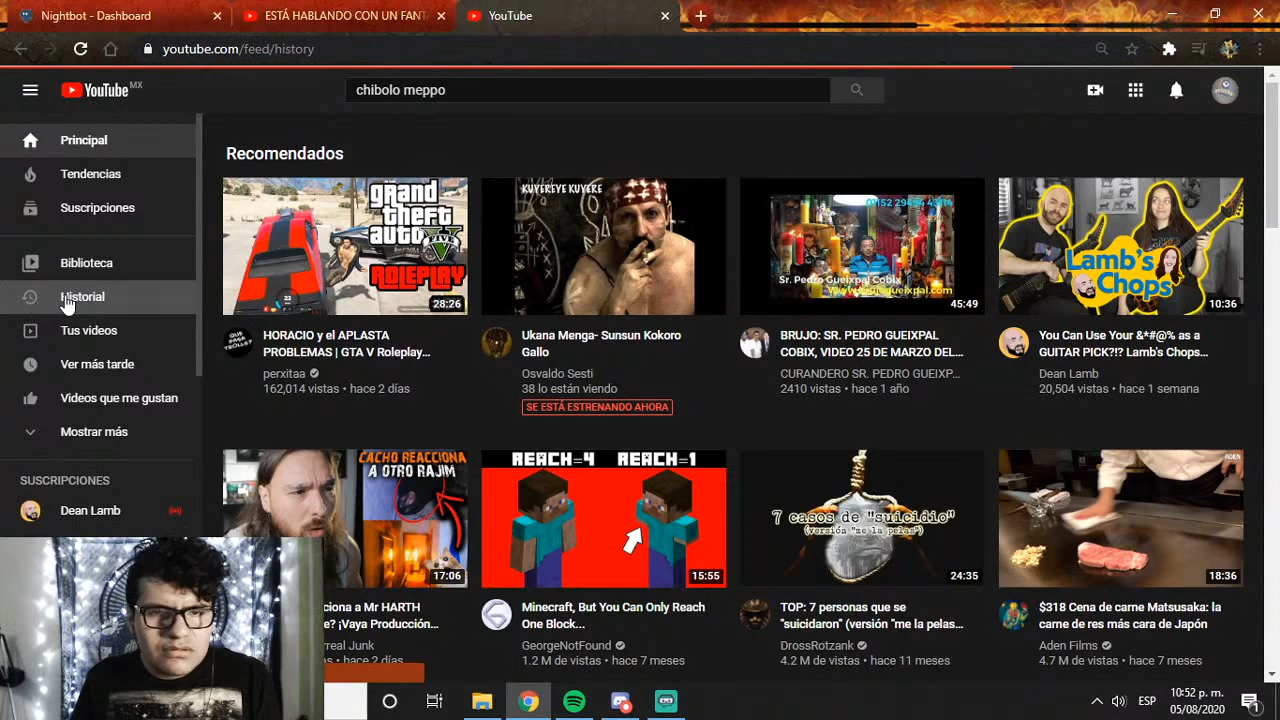 Nightbot - Dashboard
ESTÁ HABLANDO CON UN FANT
YouTube
youtube.com/feed/history
YouTube MX
chibolo meppo
Principal
Tendencias
Suscripciones
Biblioteca
Historial
Tus videos
Ver más tarde
Videos que me gustan
Mostrar más
SUSCRIPCIONES
Dean Lamb
Recomendados
grand theft auto V
ROLEPLAY
28:26
HORACIO y el APLASTA
PROBLEMAS | GTA V Roleplay...
perxitaa
162,014 vistas • hace 2 días
KUYEREYE KUYERE
Ukana Menga- Sunsun Kokoro
Gallo
Osvaldo Sesti
38 lo están viendo
SE ESTÁ ESTRENANDO AHORA
Sr. Pedro Gueixpal Cobix
45:49
BRUJO: SR. PEDRO GUEIXPAL
COBIX, VIDEO 25 DE MARZO DEL...
CURANDERO SR. PEDRO GUEIXP...
2410 vistas • hace 1 año
Lamb's
Chops
10:36
You Can Use Your &*#@% as a
GUITAR PICK?!? Lamb's Chops...
Dean Lamb
20,504 vistas • hace 1 semana
CACHO REACCIONA
A OTRO RAJIM
17:06
ciona a Mr HARTH
e? ¡Vaya Producción...
rreal Junk
hace 2 días
REACH=4 REACH=1
15:55
Minecraft, But You Can Only Reach
One Block...
GeorgeNotFound
1.2 M de vistas • hace 7 meses
7 casos de "suicidio"
(versión "me la pelas")
24:35
TOP: 7 personas que se
"suicidaron" (versión "me la pelas...
DrossRotzank
4.2 M de vistas • hace 11 meses
18:36
$318 Cena de carne Matsusaka: la
carne de res más cara de Japón
Aden Films
4.7 M de vistas • hace 7 meses
ESP
10:52 p. m.
05/08/2020